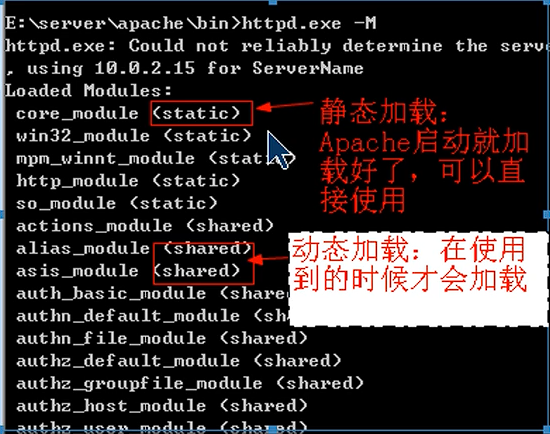 E:\server\apache\bin>httpd.exe -M
httpd.exe: Could not reliably determine the serve
, using 10.0.2.15 for ServerName
Loaded Modules:
core_module (static)
win32_module (static)
mpm_winnt_module (stat
http_module (static)
so_module (static)
actions_module (shared)
alias_module (shared)
asis_module (shared)
auth_basic_module (shared
authn_default_module (sh
authn_file_module (shared)
authz_default_module (shared)
authz_groupfile_module (shared)
authz_host_module (shared)
authz_user_module (shared)
静态加载：
Apache启动就加
载好了，可以直
接使用
动态加载：在使用
到的时候才会加载